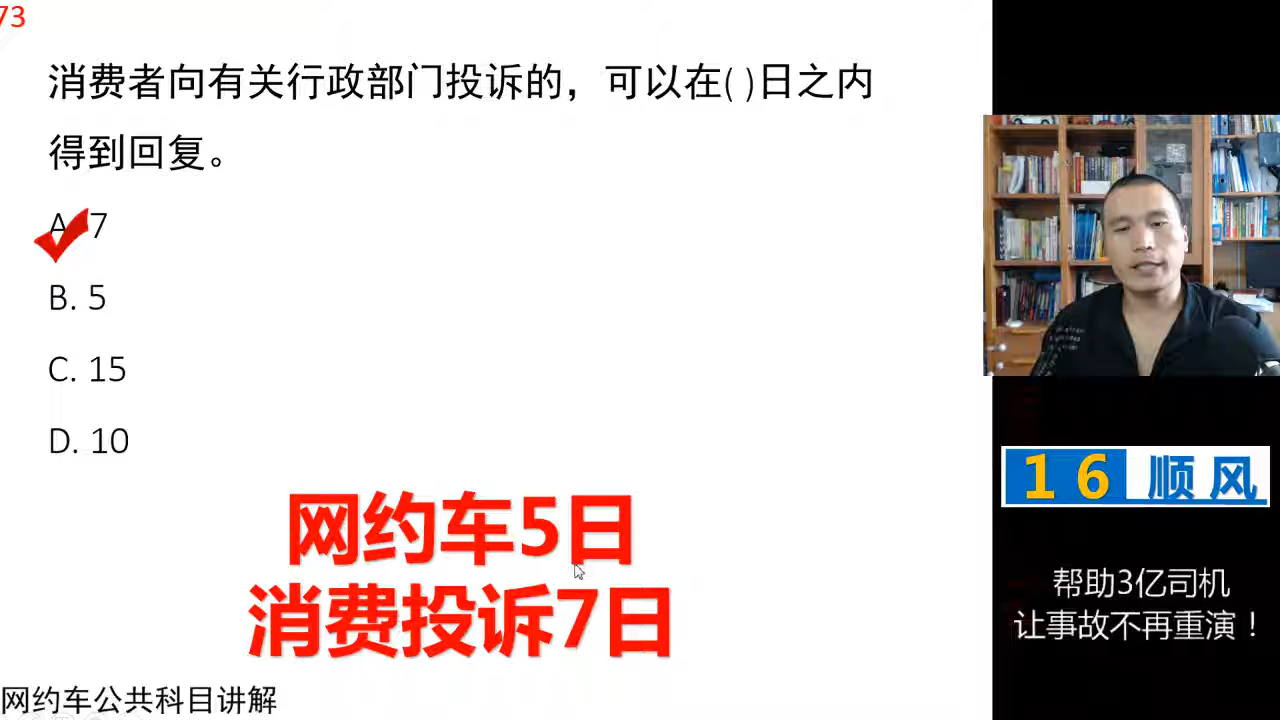 73
消费者向有关行政部门投诉的，可以在( )日之内
得到回复。
A. 7
B. 5
C. 15
D. 10
网约车5日
消费投诉7日
网约车公共科目讲解
16 顺风
帮助3亿司机
让事故不再重演！